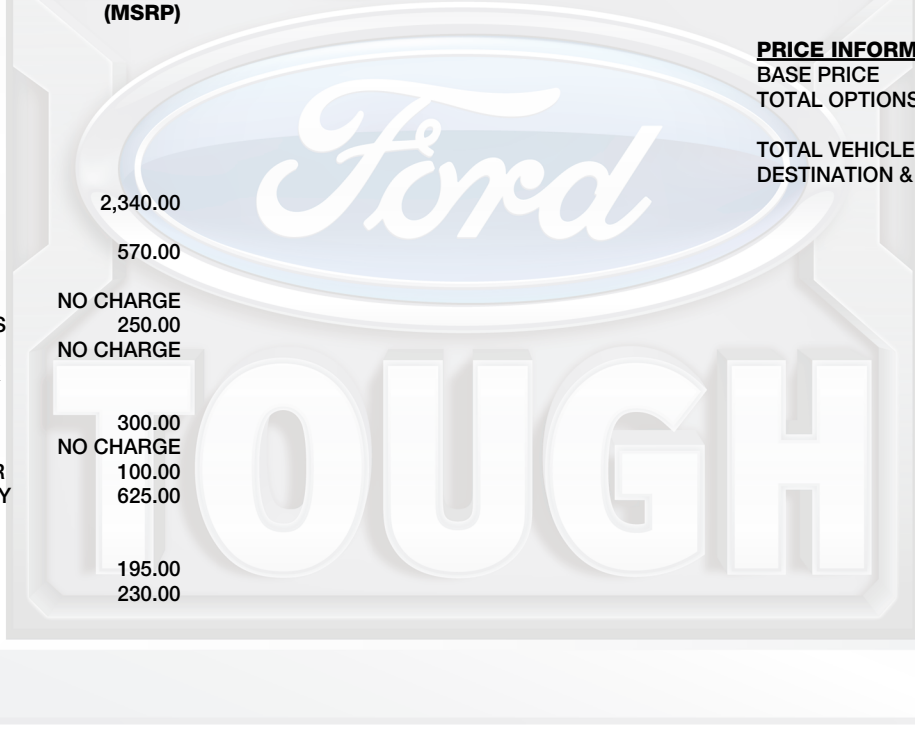 (MSRP)
PRICE INFORM
BASE PRICE
TOTAL OPTIONS
TOTAL VEHICLE
DESTINATION &
Ford
2,340.00
570.00
NO CHARGE
S 250.00
NO CHARGE
300.00
NO CHARGE
R 100.00
Y 625.00
195.00
230.00
TOUGH